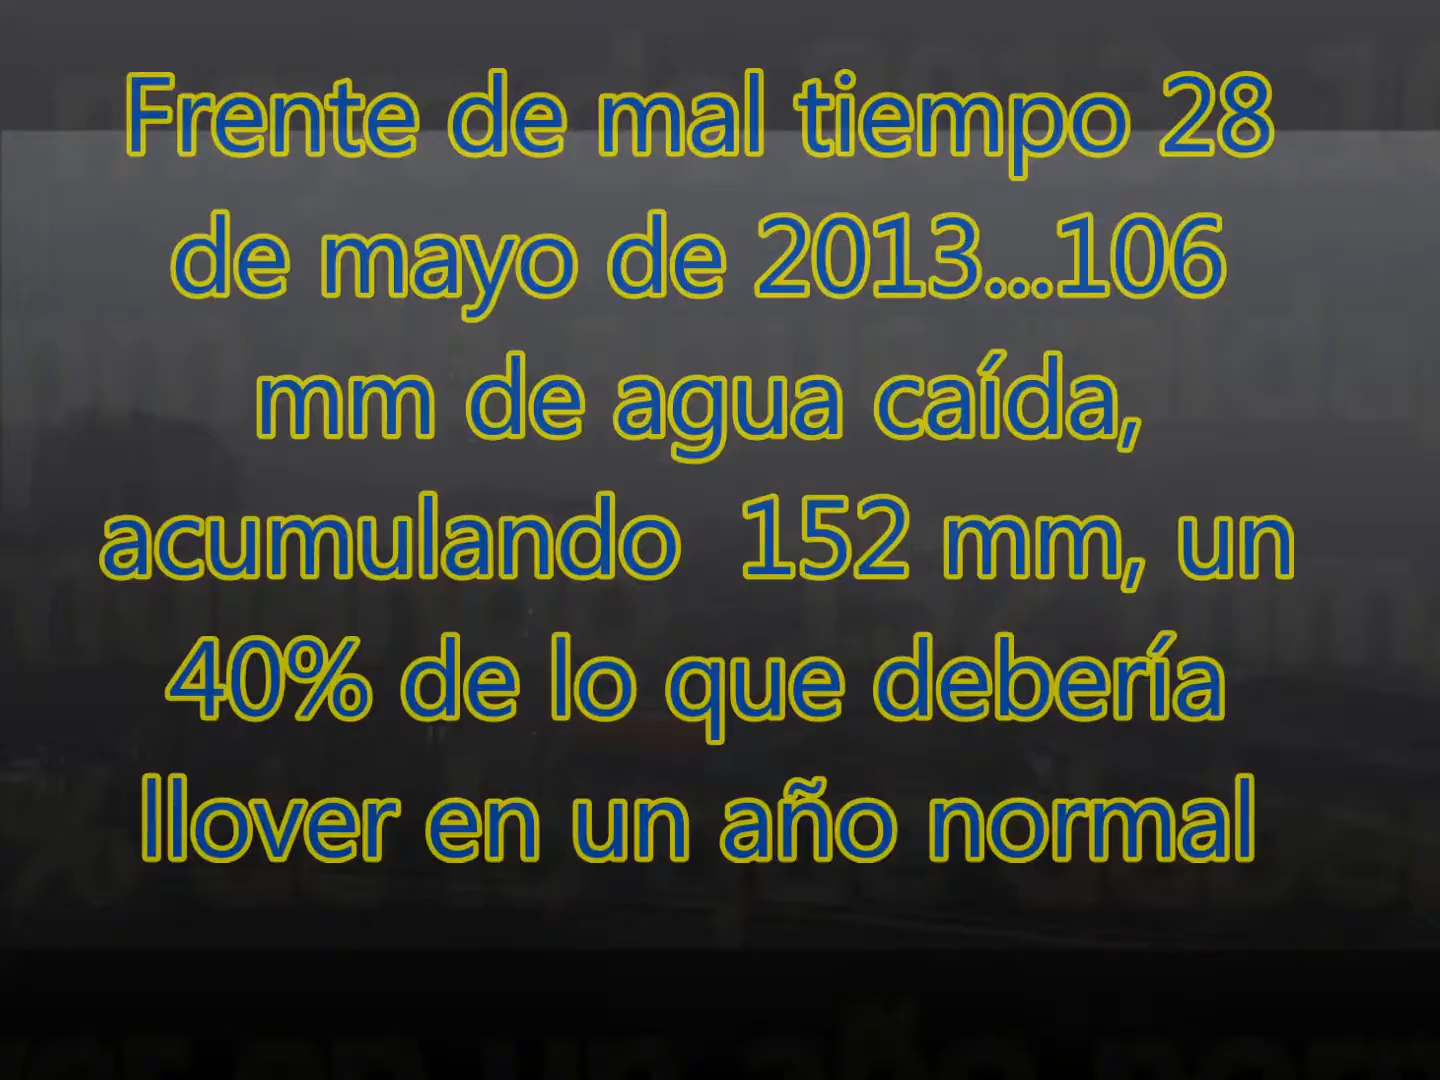 Frente de mal tiempo 28
de mayo de 2013...106
mm de agua caída,
acumulando  152 mm, un
40% de lo que debería
llover en un año normal